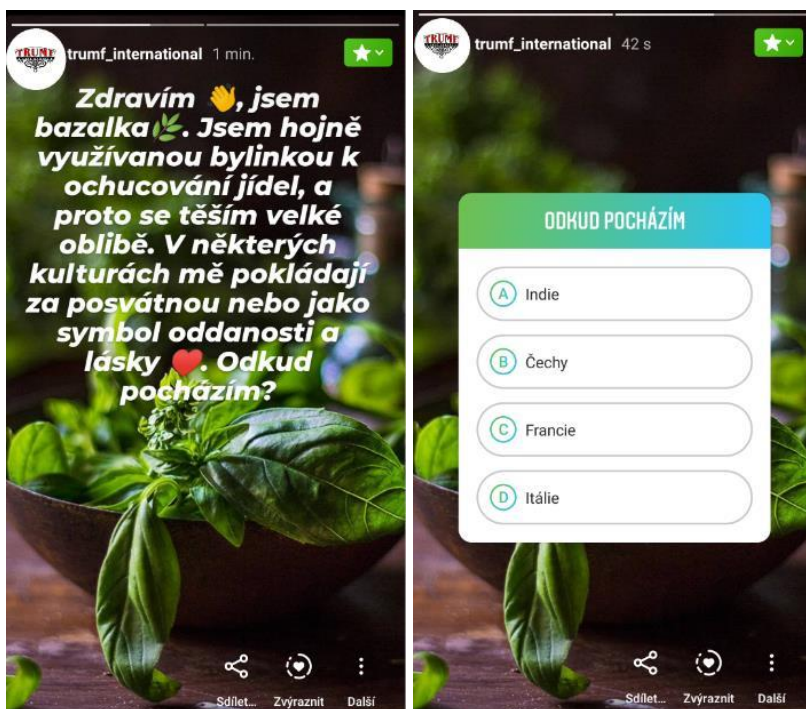 TRUMF
trumf_international 1 min.
Zdravím 👋, jsem
bazalka🌿. Jsem hojně
využívanou bylinkou k
ochucování jídel, a
proto se těším velké
oblibě. V některých
kulturách mě pokládají
za posvátnou nebo jako
symbol oddanosti a
lásky ♥️. Odkud
pocházím?
Sdílet... Zvýraznit Další
TRUMF
trumf_international 42 s
ODKUD POCHÁZÍM
A Indie
B Čechy
C Francie
D Itálie
Sdílet... Zvýraznit Další